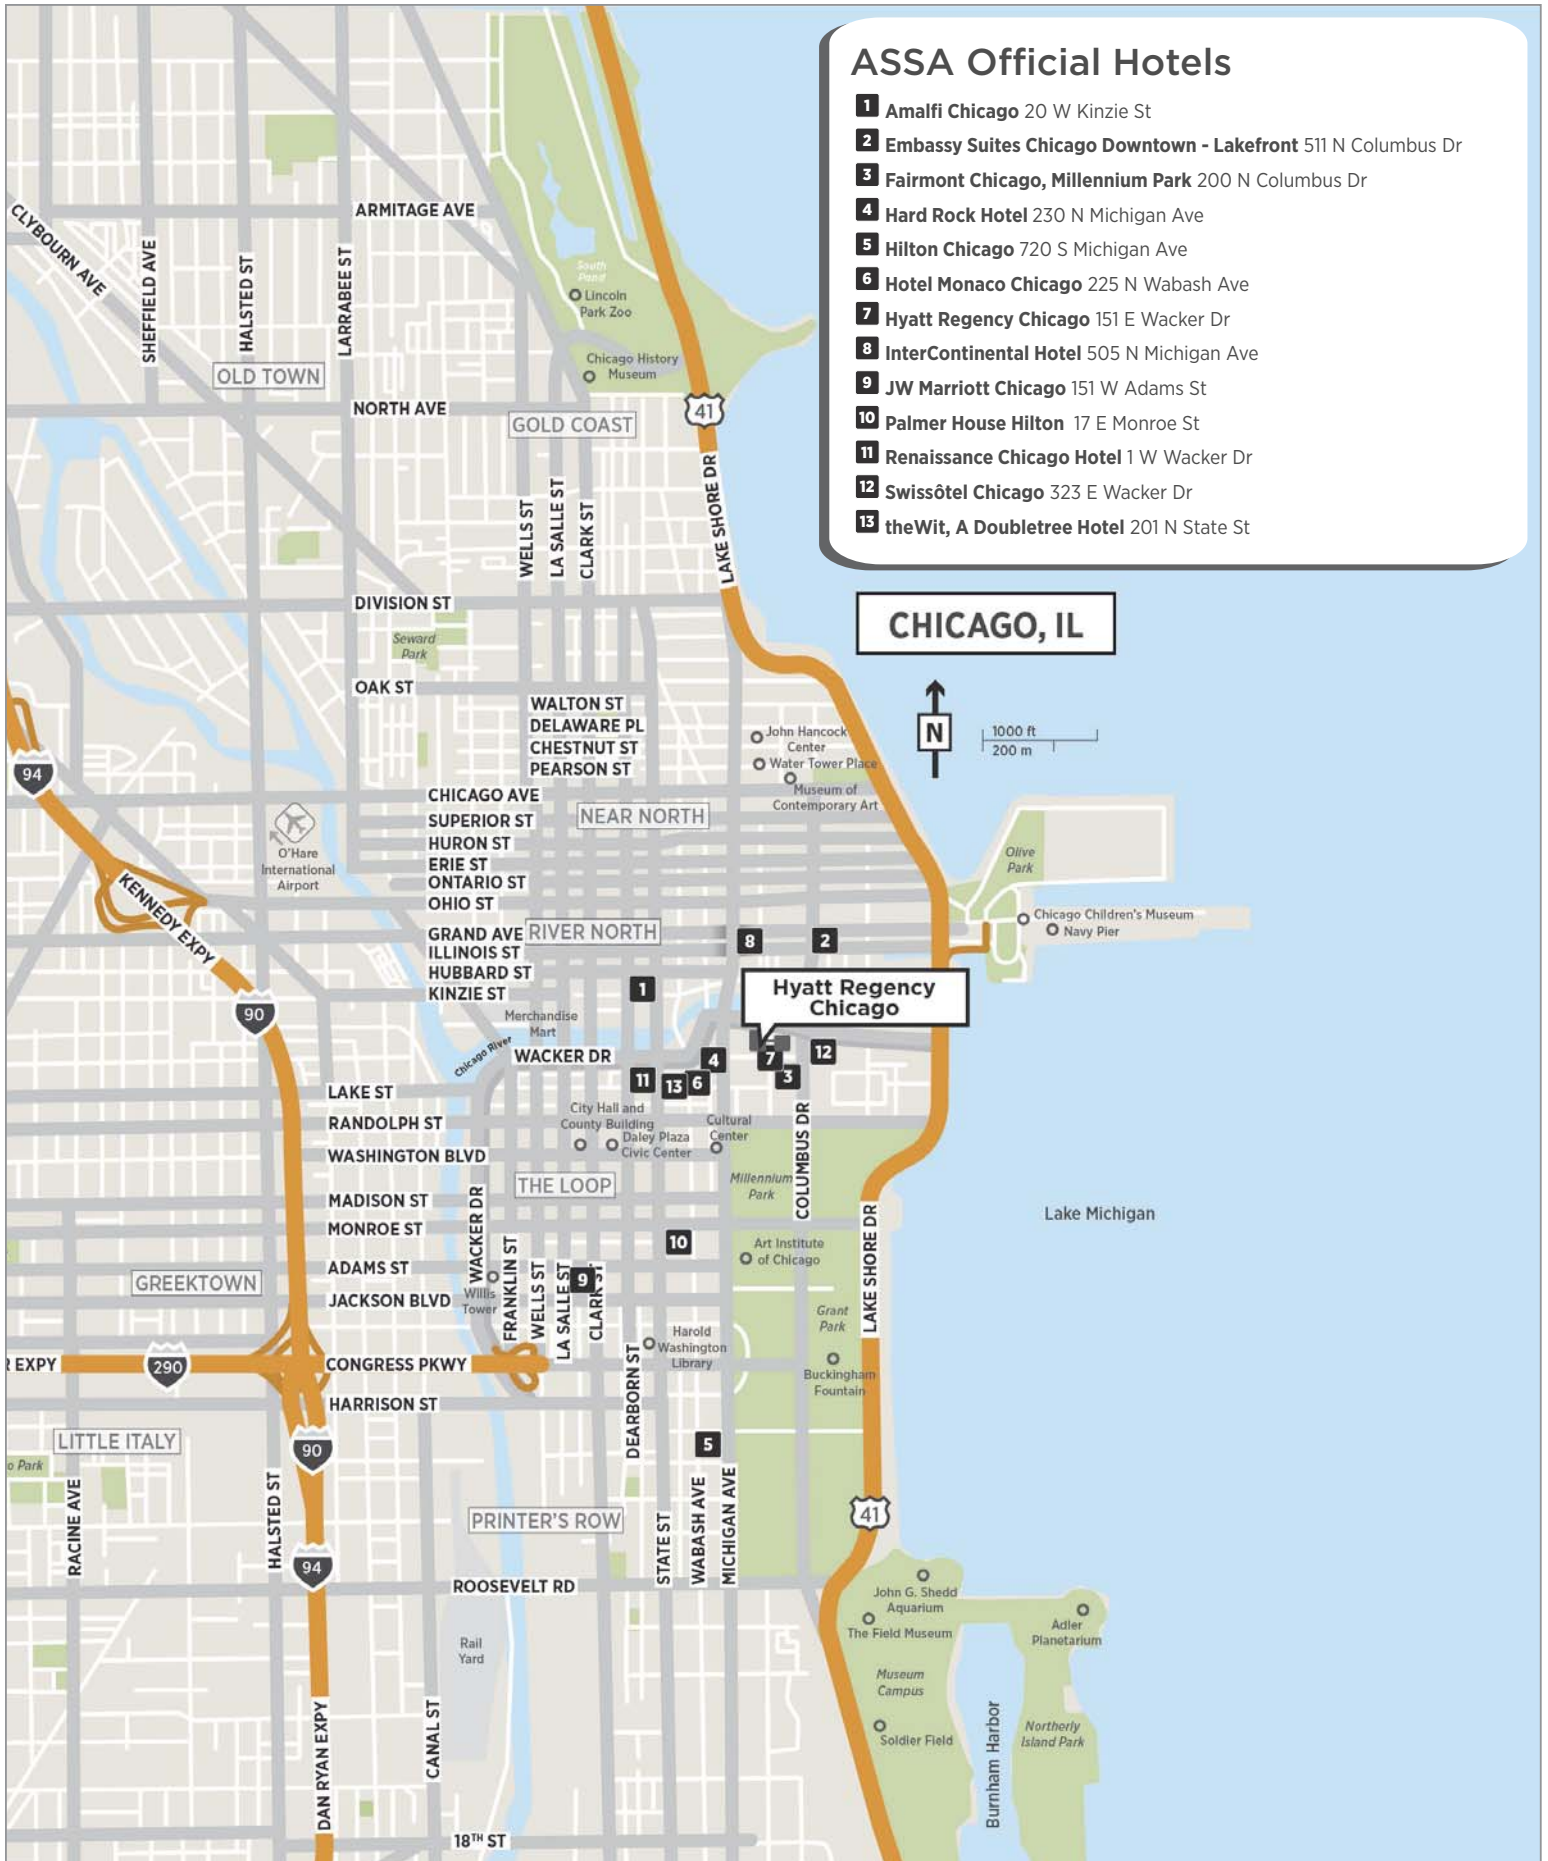 ASSA Official Hotels
1 Amalfi Chicago 20 W Kinzie St
2 Embassy Suites Chicago Downtown - Lakefront 511 N Columbus Dr
3 Fairmont Chicago, Millennium Park 200 N Columbus Dr
4 Hard Rock Hotel 230 N Michigan Ave
5 Hilton Chicago 720 S Michigan Ave
6 Hotel Monaco Chicago 225 N Wabash Ave
7 Hyatt Regency Chicago 151 E Wacker Dr
8 InterContinental Hotel 505 N Michigan Ave
9 JW Marriott Chicago 151 W Adams St
10 Palmer House Hilton 17 E Monroe St
11 Renaissance Chicago Hotel 1 W Wacker Dr
12 Swissôtel Chicago 323 E Wacker Dr
13 theWit, A Doubletree Hotel 201 N State St
CHICAGO, IL
N
1000 ft
200 m
CLYBOURN AVE
ARMITAGE AVE
SHEFFIELD AVE
HALSTED ST
LARRABEE ST
South
Pond
Lincoln
Park Zoo
Chicago History
Museum
OLD TOWN
NORTH AVE
GOLD COAST
41
LAKE SHORE DR
WELLS ST
LA SALLE ST
CLARK ST
DIVISION ST
Seward
Park
OAK ST
WALTON ST
DELAWARE PL
CHESTNUT ST
PEARSON ST
John Hancock
Center
Water Tower Place
Museum of
Contemporary Art
94
CHICAGO AVE
SUPERIOR ST
HURON ST
ERIE ST
ONTARIO ST
OHIO ST
NEAR NORTH
O'Hare
International
Airport
KENNEDY EXPY
Olive
Park
Chicago Children's Museum
Navy Pier
GRAND AVE
ILLINOIS ST
HUBBARD ST
KINZIE ST
RIVER NORTH
8
2
1
90
Hyatt Regency
Chicago
Merchandise
Mart
Chicago River
WACKER DR
4
7
12
3
11
13
6
LAKE ST
RANDOLPH ST
WASHINGTON BLVD
City Hall and
County Building
Daley Plaza
Civic Center
Cultural
Center
COLUMBUS DR
THE LOOP
Millennium
Park
MADISON ST
MONROE ST
WACKER DR
10
Lake Michigan
LAKE SHORE DR
Art Institute
of Chicago
ADAMS ST
GREEKTOWN
JACKSON BLVD
Willis
Tower
FRANKLIN ST
WELLS ST
LA SALLE ST
9
CLARK ST
Grant
Park
Harold
Washington
Library
R EXPY
290
CONGRESS PKWY
Buckingham
Fountain
HARRISON ST
DEARBORN ST
LITTLE ITALY
90
5
o Park
RACINE AVE
HALSTED ST
PRINTER'S ROW
STATE ST
WABASH AVE
MICHIGAN AVE
41
94
ROOSEVELT RD
John G. Shedd
Aquarium
The Field Museum
Adler
Planetarium
Rail
Yard
Museum
Campus
Soldier Field
Burnham Harbor
Northerly
Island Park
DAN RYAN EXPY
CANAL ST
18TH ST